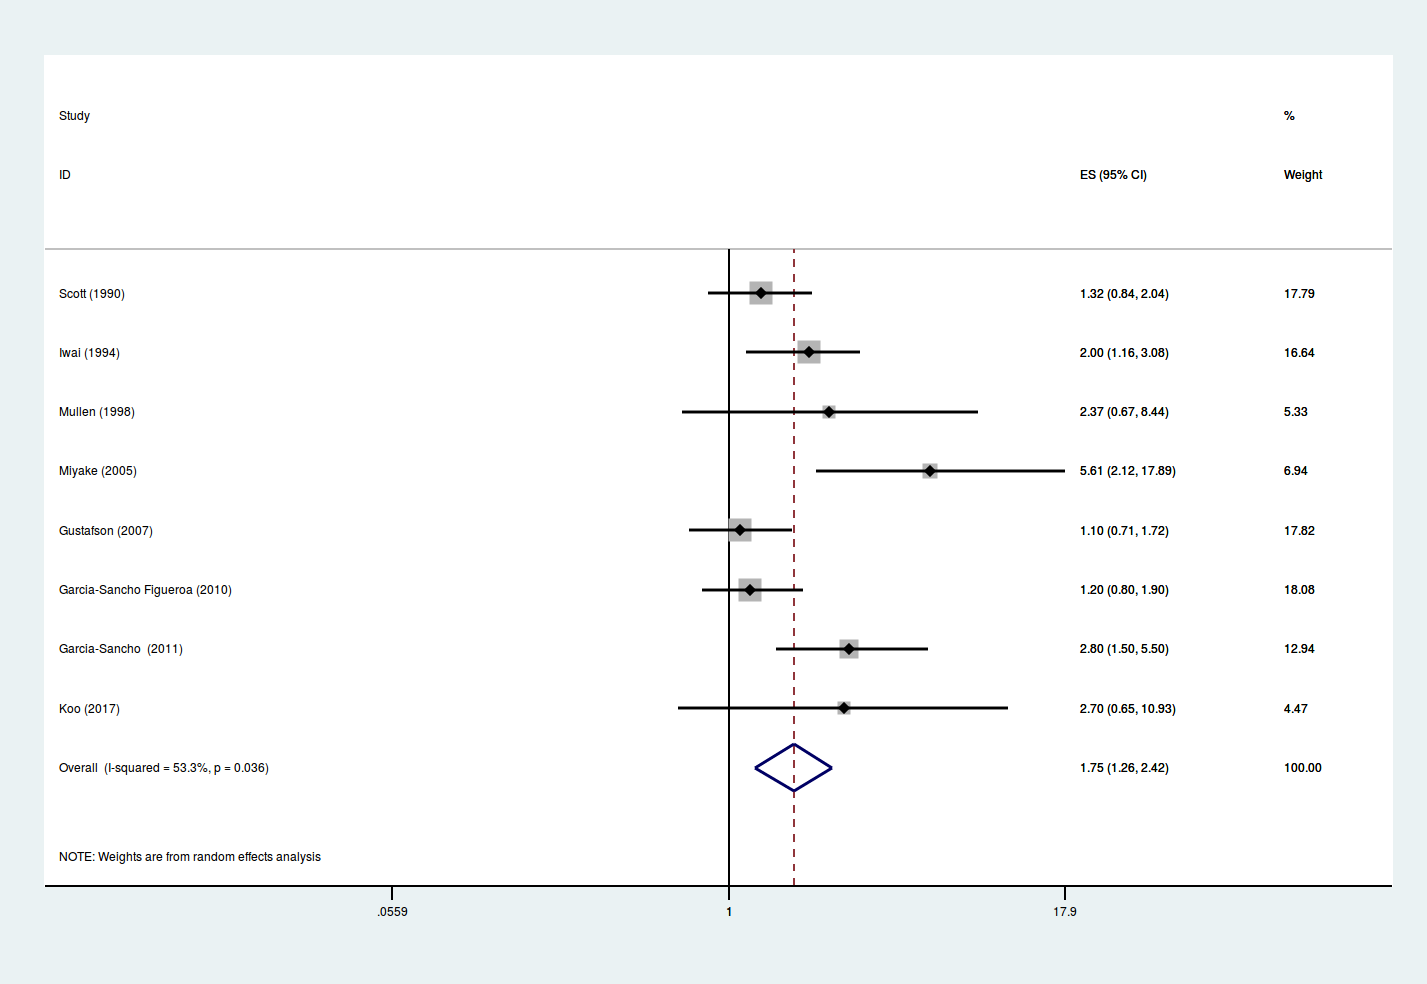 Study %
ID ES (95% CI) Weight
Scott (1990) 1.32 (0.84, 2.04) 17.79
Iwai (1994) 2.00 (1.16, 3.08) 16.64
Mullen (1998) 2.37 (0.67, 8.44) 5.33
Miyake (2005) 5.61 (2.12, 17.89) 6.94
Gustafson (2007) 1.10 (0.71, 1.72) 17.82
Garcia-Sancho Figueroa (2010) 1.20 (0.80, 1.90) 18.08
Garcia-Sancho (2011) 2.80 (1.50, 5.50) 12.94
Koo (2017) 2.70 (0.65, 10.93) 4.47
Overall (I-squared = 53.3%, p = 0.036) 1.75 (1.26, 2.42) 100.00
NOTE: Weights are from random effects analysis
.0559 1 17.9